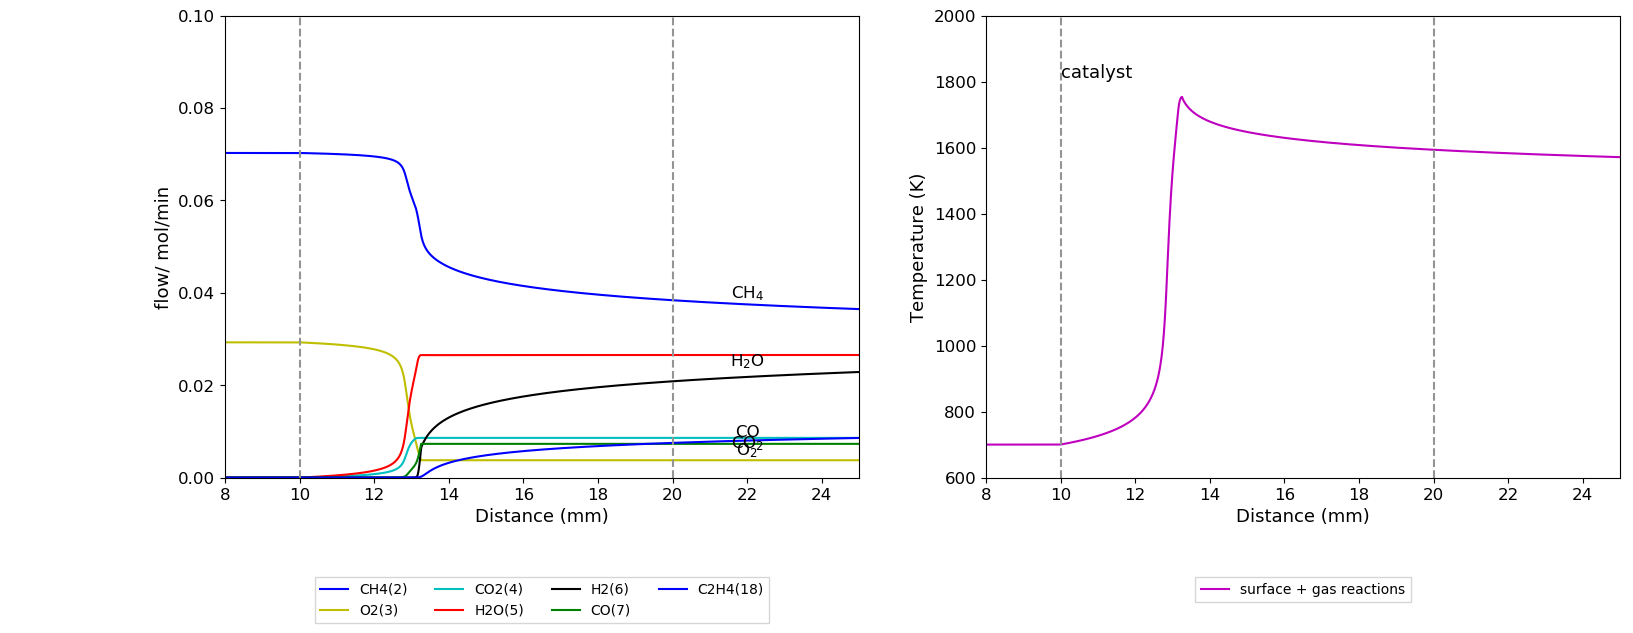 0.10
0.08
0.06
0.04
0.02
0.00
flow/ mol/min
CH₄
H₂O
CO
CO₂
O₂
8 10 12 14 16 18 20 22 24
Distance (mm)
CH4(2) CO2(4) H2(6) C2H4(18)
O2(3) H2O(5) CO(7)
2000
1800
1600
1400
1200
1000
800
600
Temperature (K)
catalyst
8 10 12 14 16 18 20 22 24
Distance (mm)
surface + gas reactions